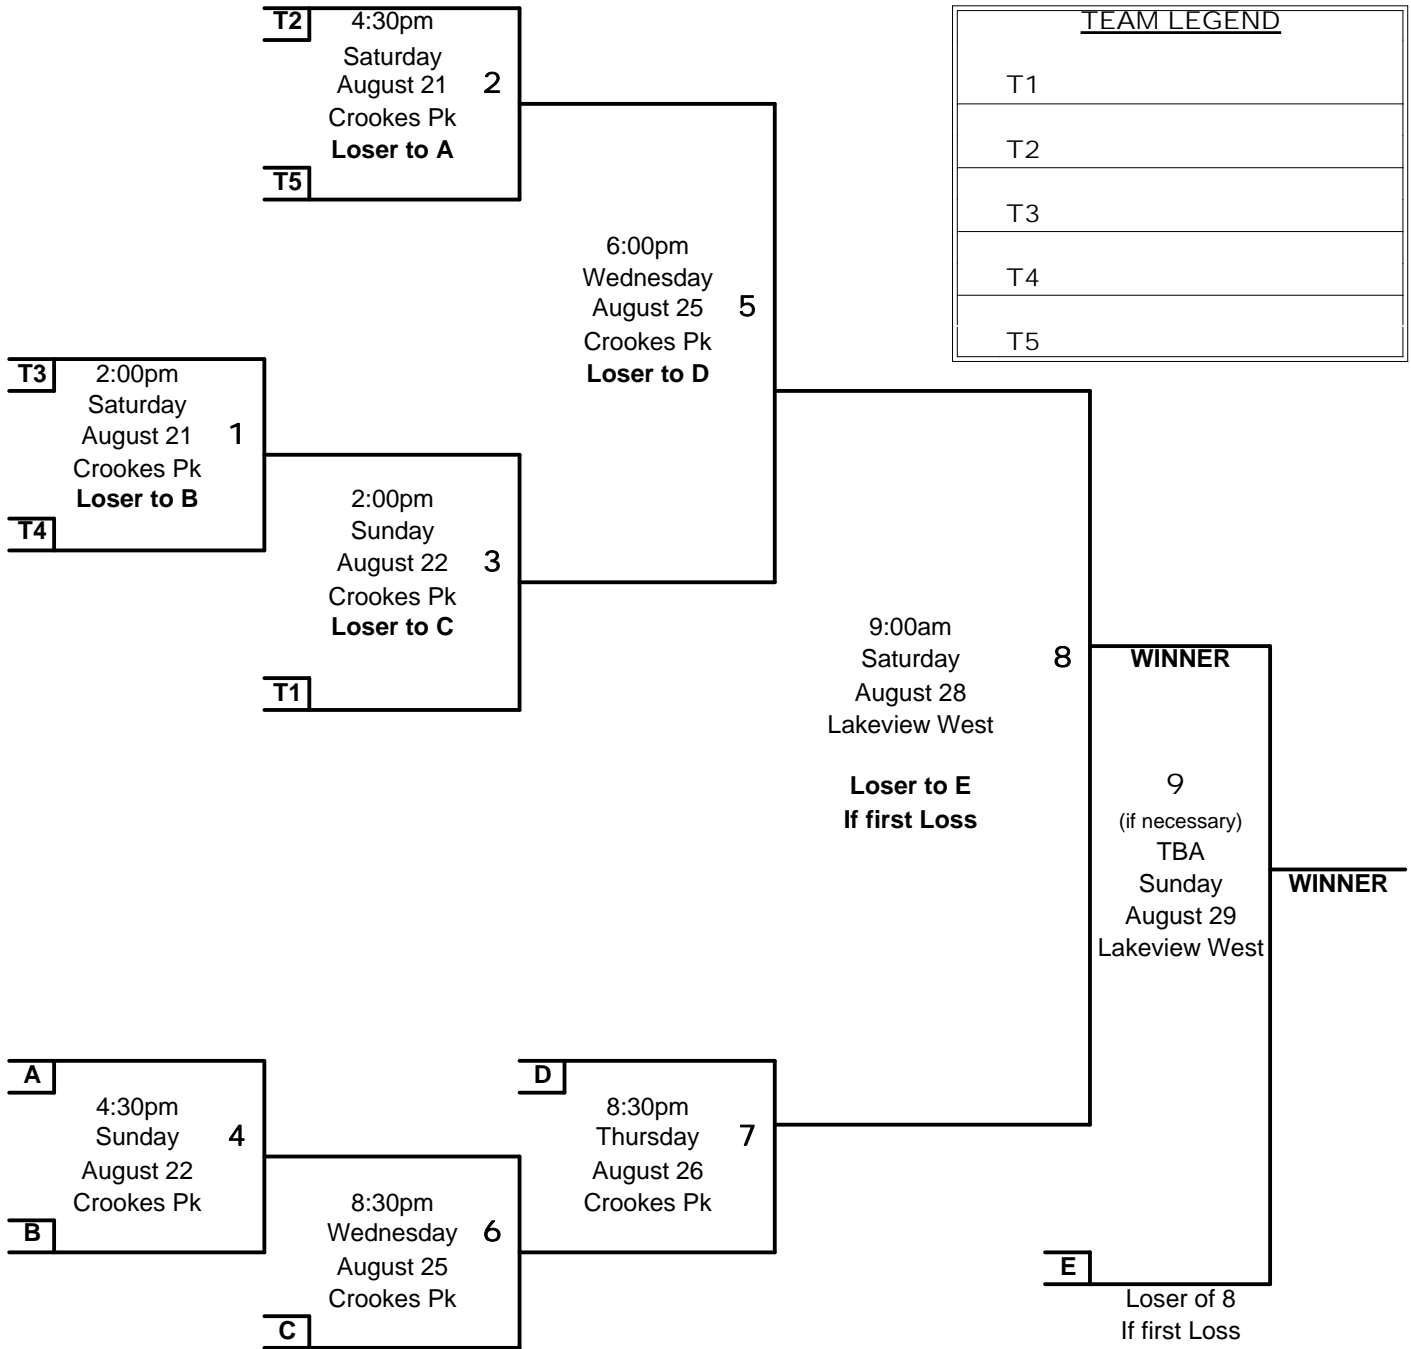 T2
4:30pm
Saturday
August 21
2
Crookes Pk
Loser to A
T5
TEAM LEGEND
T1
T2
T3
T4
T5
6:00pm
Wednesday
August 25
5
Crookes Pk
Loser to D
T3
2:00pm
Saturday
August 21
1
Crookes Pk
Loser to B
T4
2:00pm
Sunday
August 22
3
Crookes Pk
Loser to C
T1
9:00am
Saturday
8
August 28
Lakeview West
Loser to E
If first Loss
WINNER
9
(if necessary)
TBA
Sunday
August 29
Lakeview West
WINNER
A
4:30pm
Sunday
4
August 22
Crookes Pk
B
D
8:30pm
Thursday
7
August 26
Crookes Pk
8:30pm
Wednesday
6
August 25
Crookes Pk
C
E
Loser of 8
If first Loss